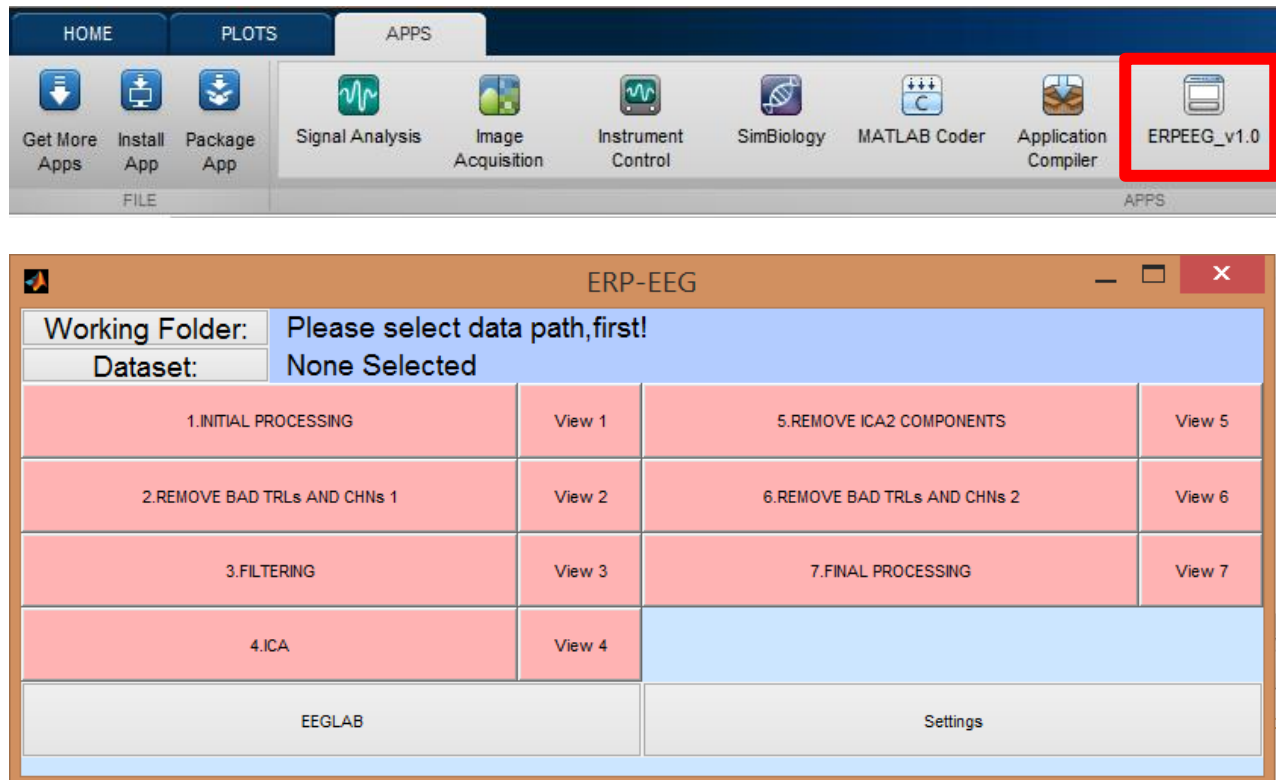 HOME PLOTS APPS
Get More Apps
Install App
Package App
Signal Analysis
Image Acquisition
Instrument Control
SimBiology
MATLAB Coder
Application Compiler
ERPEEG_v1.0
FILE APPS
ERP-EEG
Working Folder: Please select data path,first!
Dataset: None Selected
1.INITIAL PROCESSING View 1 5.REMOVE ICA2 COMPONENTS View 5
2.REMOVE BAD TRLs AND CHNs 1 View 2 6.REMOVE BAD TRLs AND CHNs 2 View 6
3.FILTERING View 3 7.FINAL PROCESSING View 7
4.ICA View 4
EEGLAB Settings